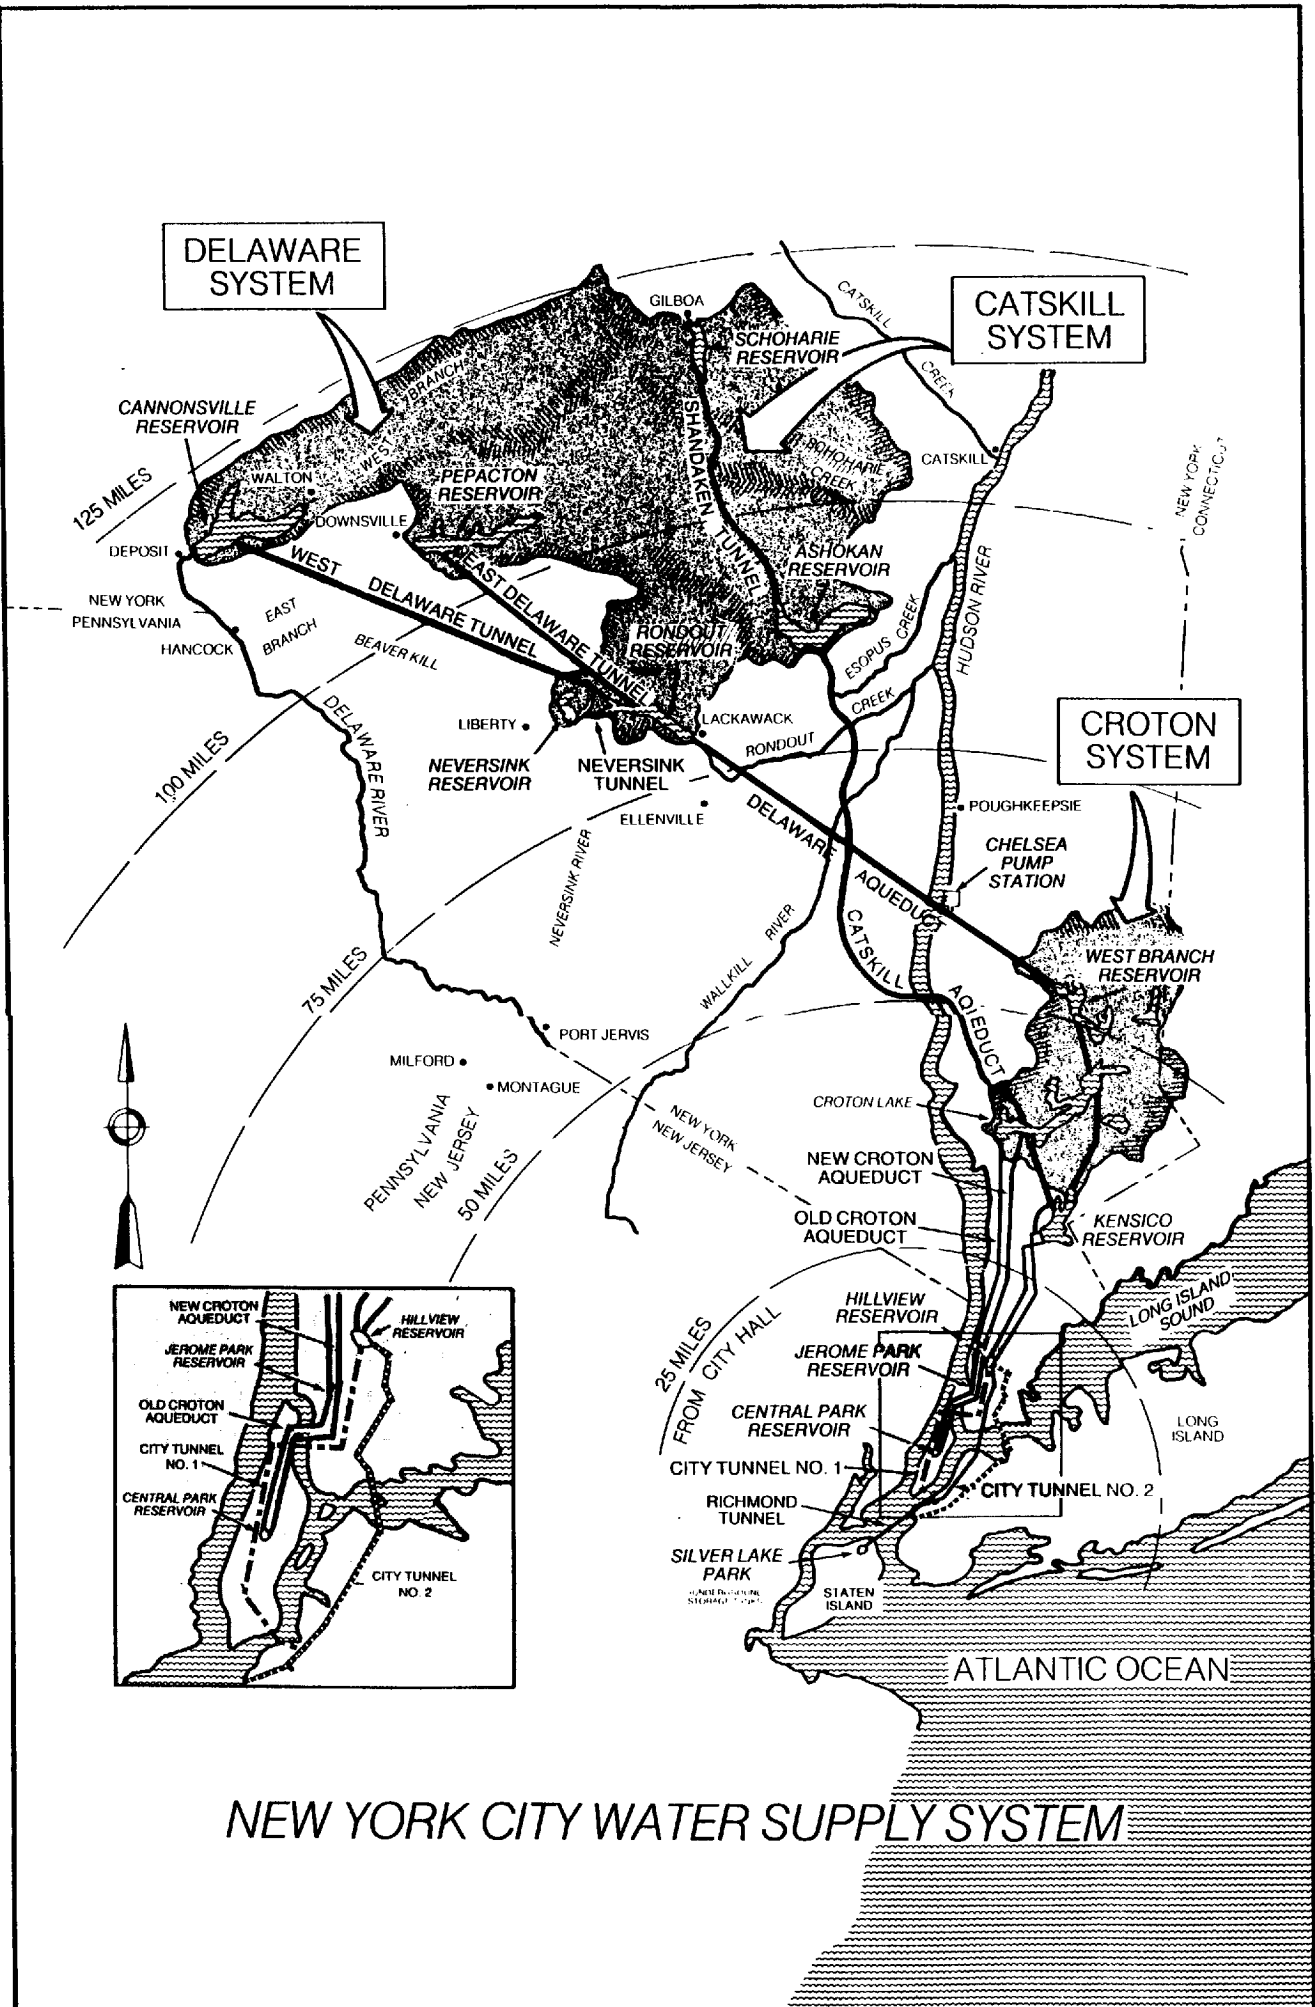 DELAWARE
SYSTEM
CATSKILL
SYSTEM
GILBOA
SCHOHARIE
RESERVOIR
CATSKILL
CREEK
CANNONSVILLE
RESERVOIR
WEST
BRANCH
WALTON
PEPACTON
RESERVOIR
SHANDAKEN TUNNEL
SCHOHARIE
CREEK
CATSKILL
NEW YORK
CONNECTICUT
125 MILES
DOWNSVILLE
DEPOSIT
ASHOKAN
RESERVOIR
WEST DELAWARE TUNNEL
EAST DELAWARE TUNNEL
NEW YORK
PENNSYLVANIA
EAST
BRANCH
HANCOCK
BEAVER KILL
RONDOUT
RESERVOIR
ESOPUS CREEK
HUDSON RIVER
DELAWARE RIVER
LIBERTY
LACKAWACK
RONDOUT
CREEK
CROTON
SYSTEM
100 MILES
NEVERSINK
RESERVOIR
NEVERSINK
TUNNEL
ELLENVILLE
DELAWARE
AQUEDUCT
POUGHKEEPSIE
CHELSEA
PUMP
STATION
NEVERSINK RIVER
WALLKILL RIVER
CATSKILL
AQIEDUCT
WEST BRANCH
RESERVOIR
75 MILES
PORT JERVIS
MILFORD
MONTAGUE
PENNSYLVANIA
NEW JERSEY
NEW YORK
NEW JERSEY
CROTON LAKE
50 MILES
NEW CROTON
AQUEDUCT
OLD CROTON
AQUEDUCT
KENSICO
RESERVOIR
LONG ISLAND
SOUND
HILLVIEW
RESERVOIR
JEROME PARK
RESERVOIR
25 MILES
FROM CITY HALL
CENTRAL PARK
RESERVOIR
LONG
ISLAND
CITY TUNNEL NO. 1
CITY TUNNEL NO. 2
RICHMOND
TUNNEL
SILVER LAKE
PARK
STATEN
ISLAND
NEW CROTON
AQUEDUCT
HILLVIEW
RESERVOIR
JEROME PARK
RESERVOIR
OLD CROTON
AQUEDUCT
CITY TUNNEL
NO. 1
CENTRAL PARK
RESERVOIR
CITY TUNNEL
NO. 2
ATLANTIC OCEAN
NEW YORK CITY WATER SUPPLY SYSTEM